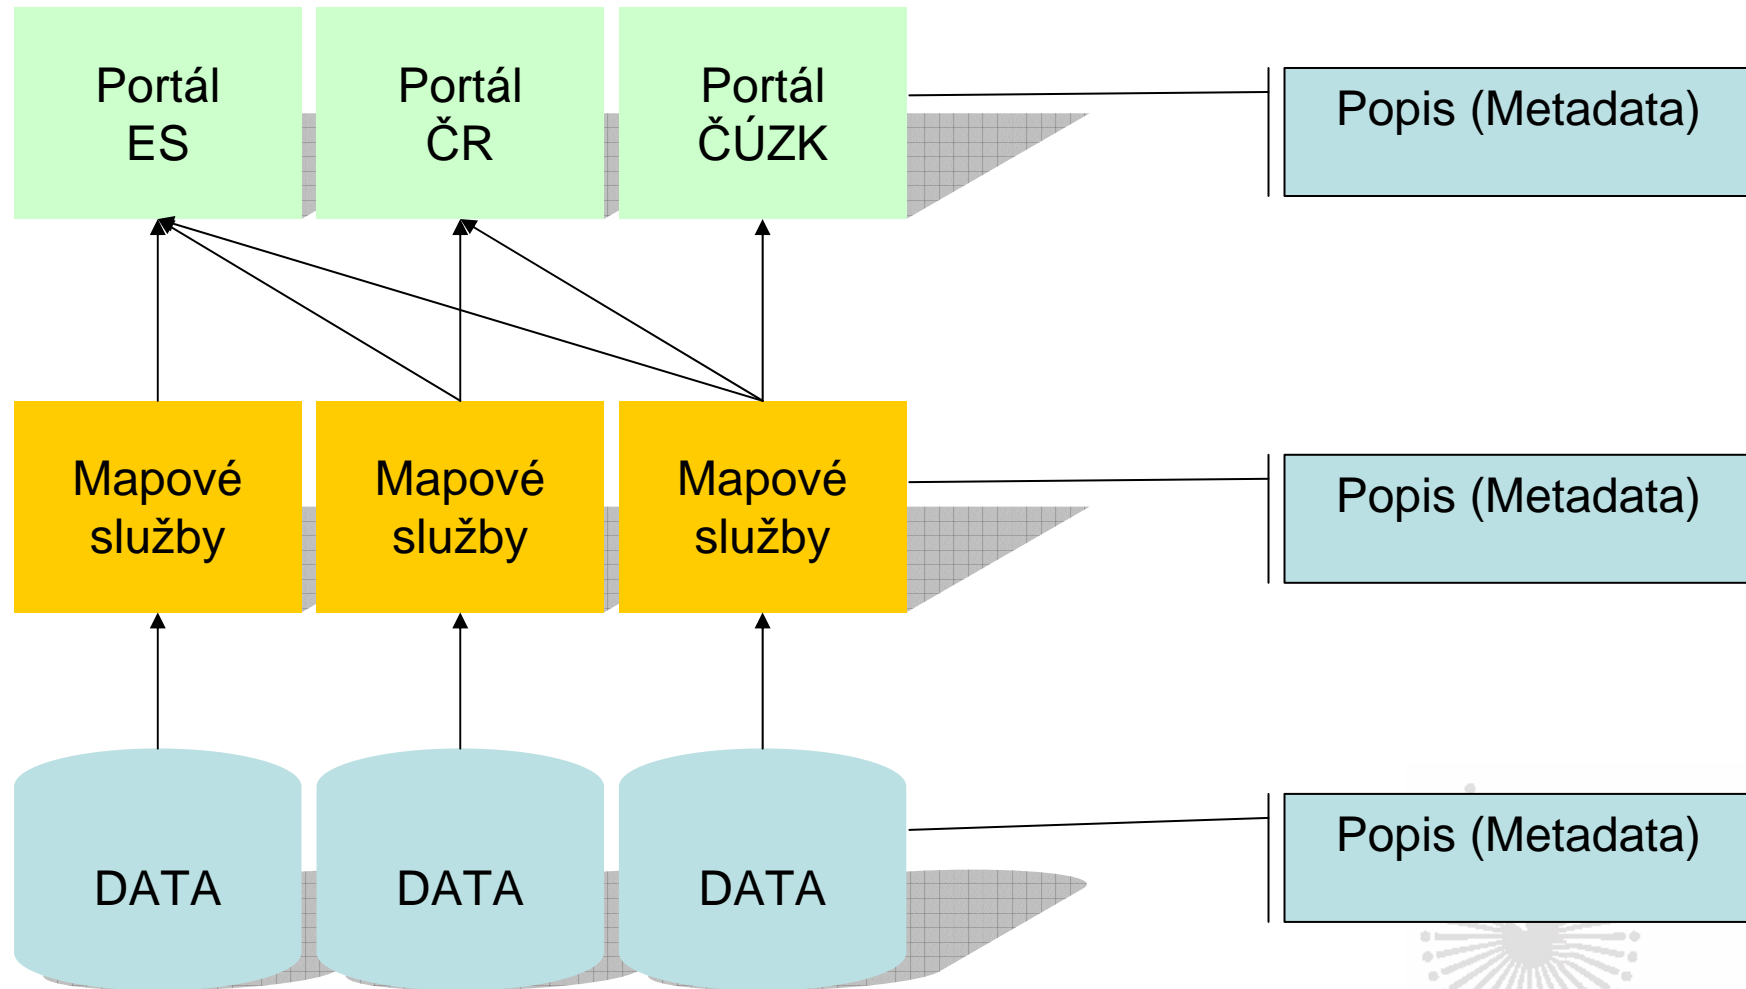 Portál
ES
Portál
ČR
Portál
ČÚZK
Popis (Metadata)
Mapové
služby
Mapové
služby
Mapové
služby
Popis (Metadata)
DATA
DATA
DATA
Popis (Metadata)